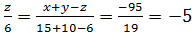 z/6 = (x+y−z)/(15+10−6) = −95/19 = −5